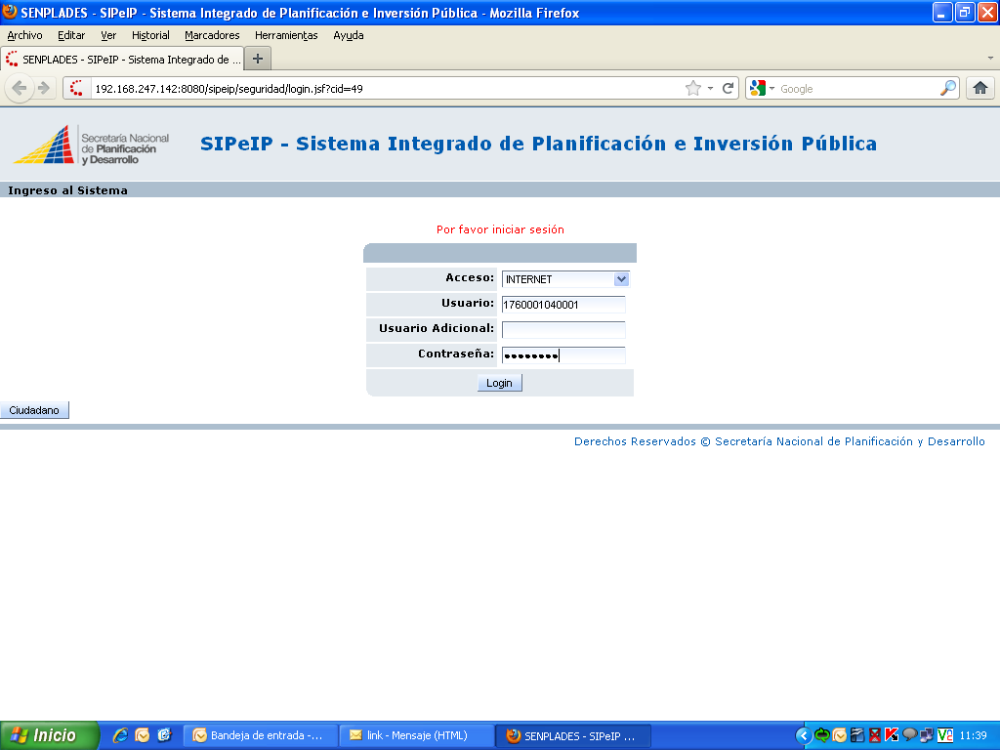 SENPLADES - SIPeIP - Sistema Integrado de Planificación e Inversión Pública - Mozilla Firefox
Archivo Editar Ver Historial Marcadores Herramientas Ayuda
SENPLADES - SIPeIP - Sistema Integrado de ...
192.168.247.142:8080/sipeip/seguridad/login.jsf?cid=49
Google
Secretaría Nacional
de Planificación
y Desarrollo
SIPeIP - Sistema Integrado de Planificación e Inversión Pública
Ingreso al Sistema
Por favor iniciar sesión
Acceso: INTERNET
Usuario: 1760001040001
Usuario Adicional:
Contraseña: ••••••••
Login
Ciudadano
Derechos Reservados © Secretaría Nacional de Planificación y Desarrollo
Inicio
Bandeja de entrada -...
link - Mensaje (HTML)
SENPLADES - SIPeIP ...
11:39